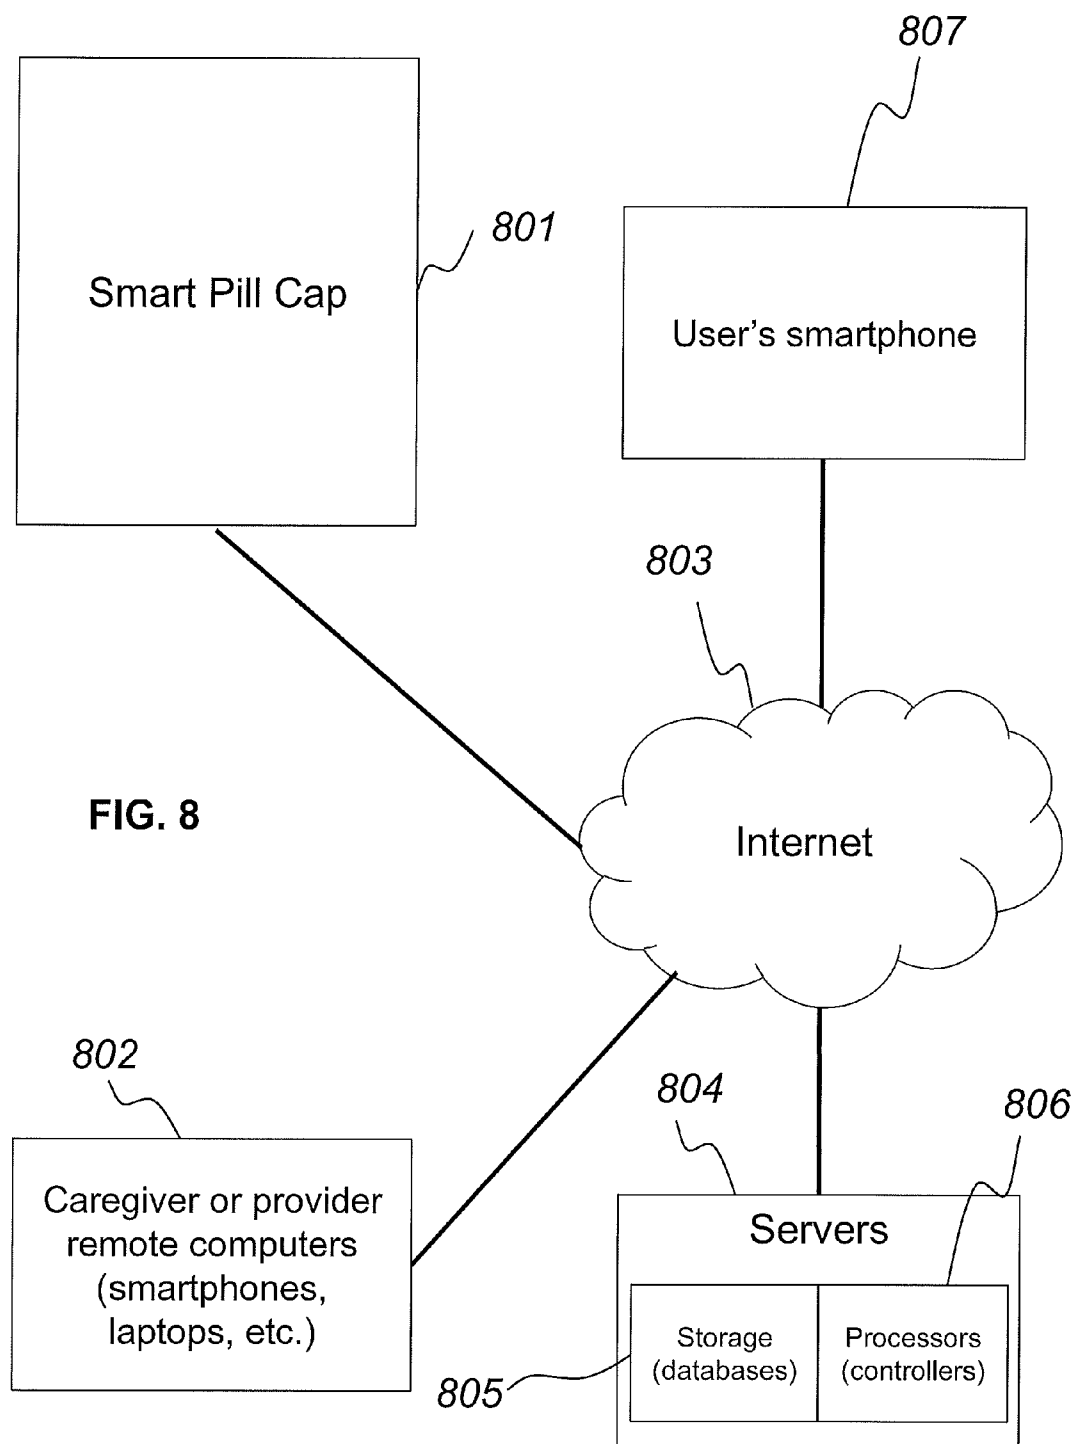 807
801
Smart Pill Cap
User's smartphone
803
FIG. 8
Internet
802
804
806
Caregiver or provider
remote computers
(smartphones,
laptops, etc.)
Servers
Storage
(databases)
Processors
(controllers)
805